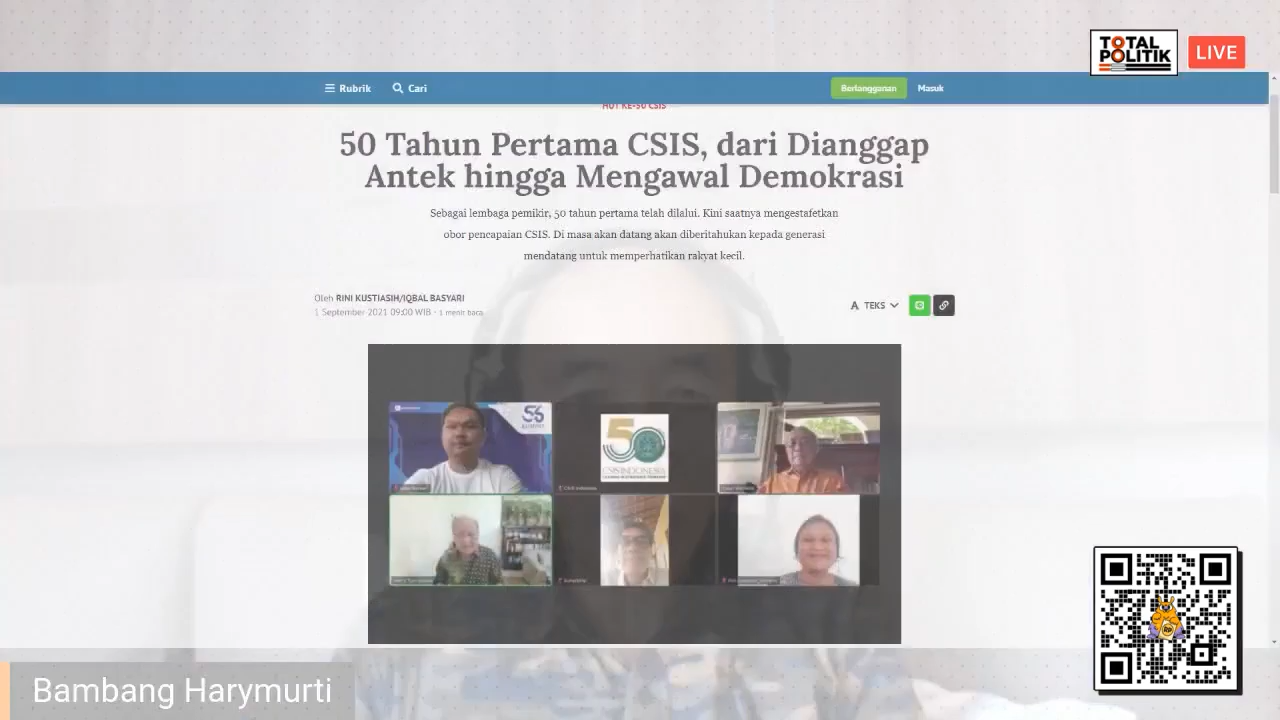 TOTAL
POLITIK
LIVE
Rubrik
Cari
Berlangganan
Masuk
HUT KE-50 CSIS
50 Tahun Pertama CSIS, dari Dianggap
Antek hingga Mengawal Demokrasi
Sebagai lembaga pemikir, 50 tahun pertama telah dilalui. Kini saatnya mengestafetkan
obor pencapaian CSIS. Di masa akan datang akan diberitahukan kepada generasi
mendatang untuk memperhatikan rakyat kecil.
Oleh RINI KUSTIASIH/IQBAL BASYARI
1 September 2021 09:00 WIB · 1 menit baca
A TEKS
50
CSIS INDONESIA
Bambang Harymurti